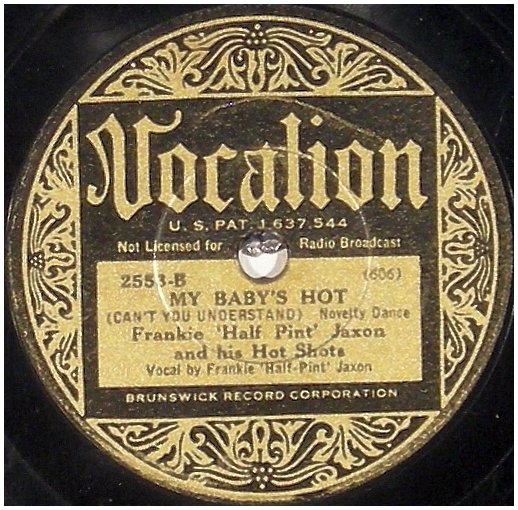 Vocalion
U. S. PAT. 1,637,544
Not Licensed for Radio Broadcast
2553-B (606)
MY BABY'S HOT
(CAN'T YOU UNDERSTAND) Novelty Dance
Frankie 'Half Pint' Jaxon
and his Hot Shots
Vocal by Frankie 'Half-Pint' Jaxon
BRUNSWICK RECORD CORPORATION